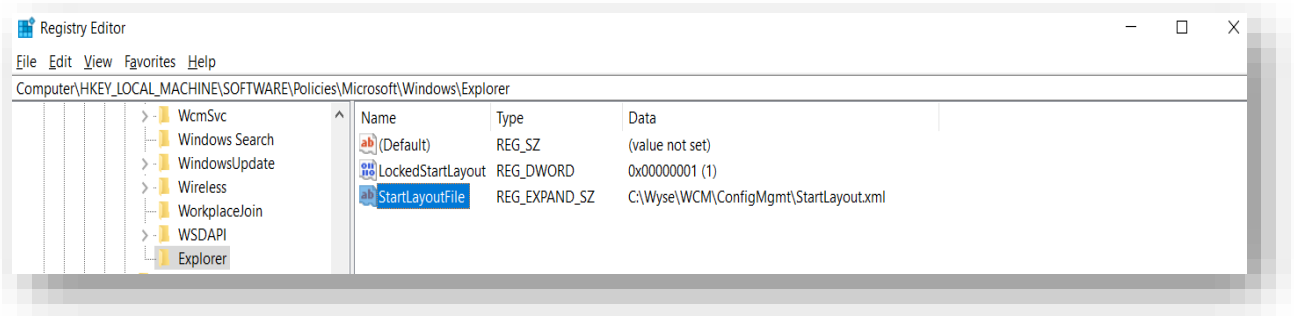 Registry Editor
File Edit View Favorites Help
Computer\HKEY_LOCAL_MACHINE\SOFTWARE\Policies\Microsoft\Windows\Explorer
WcmSvc
Windows Search
WindowsUpdate
Wireless
WorkplaceJoin
WSDAPI
Explorer
Name Type Data
(Default) REG_SZ (value not set)
LockedStartLayout REG_DWORD 0x00000001 (1)
StartLayoutFile REG_EXPAND_SZ C:\Wyse\WCM\ConfigMgmt\StartLayout.xml